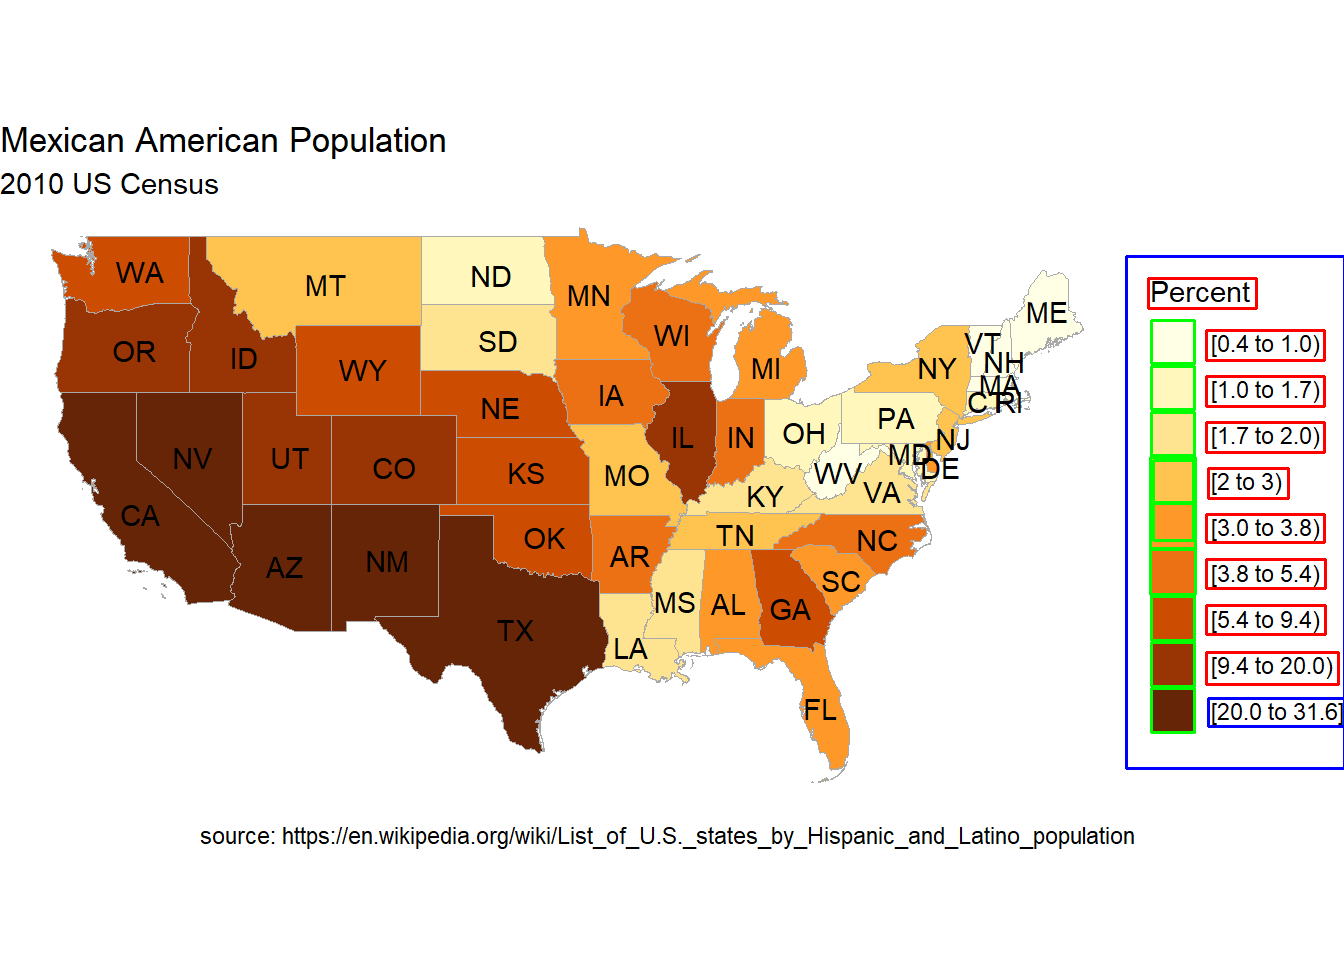 Mexican American Population
2010 US Census
WA
MT
ND
MN
ME
OR
ID
WY
SD
WI
MI
VT
NH
NY
MA
CT
RI
NE
IA
PA
NV
UT
CO
KS
MO
IL
IN
OH
NJ
MD
DE
WV
VA
KY
CA
AZ
NM
OK
AR
TN
NC
SC
TX
LA
MS
AL
GA
FL
Percent
[0.4 to 1.0)
[1.0 to 1.7)
[1.7 to 2.0)
[2 to 3)
[3.0 to 3.8)
[3.8 to 5.4)
[5.4 to 9.4)
[9.4 to 20.0)
[20.0 to 31.6]
source: https://en.wikipedia.org/wiki/List_of_U.S._states_by_Hispanic_and_Latino_population